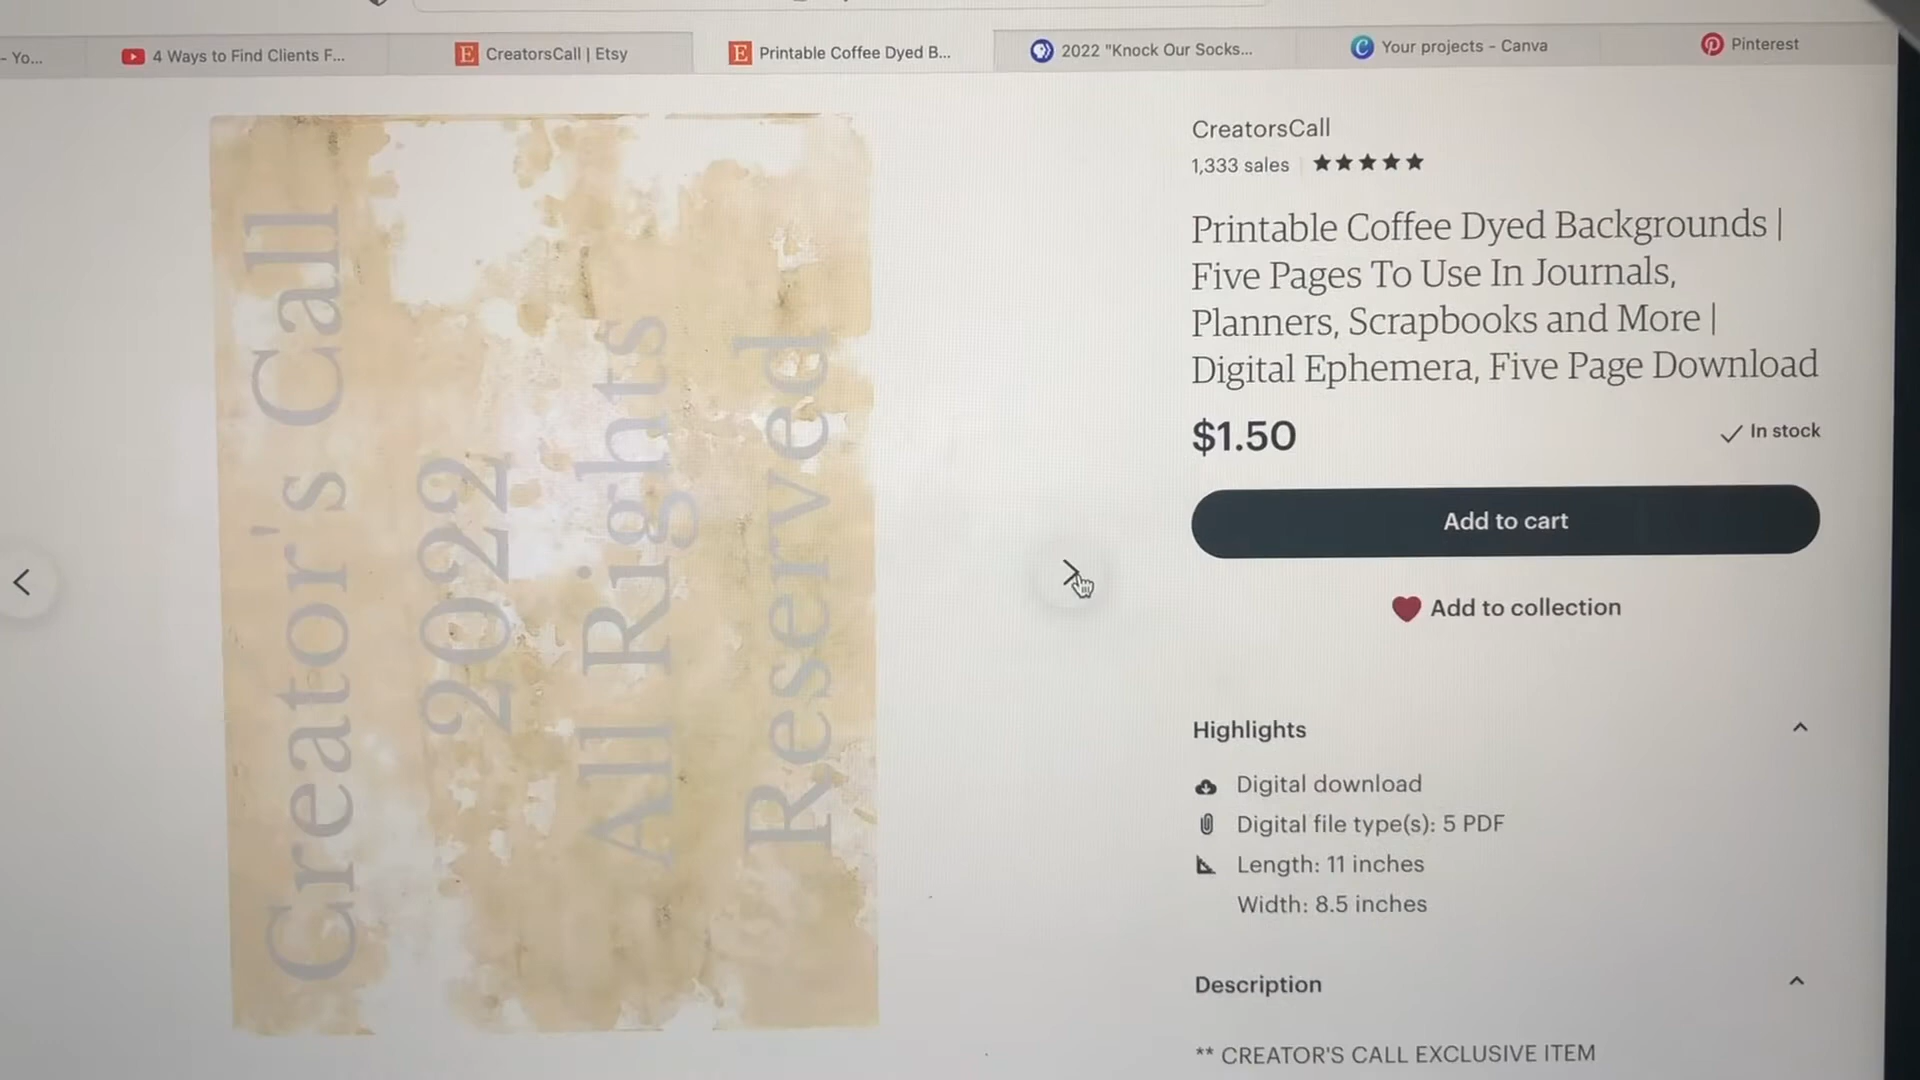 - Yo...
4 Ways to Find Clients F...
CreatorsCall | Etsy
Printable Coffee Dyed B...
2022 "Knock Our Socks...
Your projects - Canva
Pinterest
Creator's Call
2022
All Rights
Reserved
CreatorsCall
1,333 sales
Printable Coffee Dyed Backgrounds |
Five Pages To Use In Journals,
Planners, Scrapbooks and More |
Digital Ephemera, Five Page Download
$1.50
In stock
Add to cart
Add to collection
Highlights
Digital download
Digital file type(s): 5 PDF
Length: 11 inches
Width: 8.5 inches
Description
** CREATOR'S CALL EXCLUSIVE ITEM